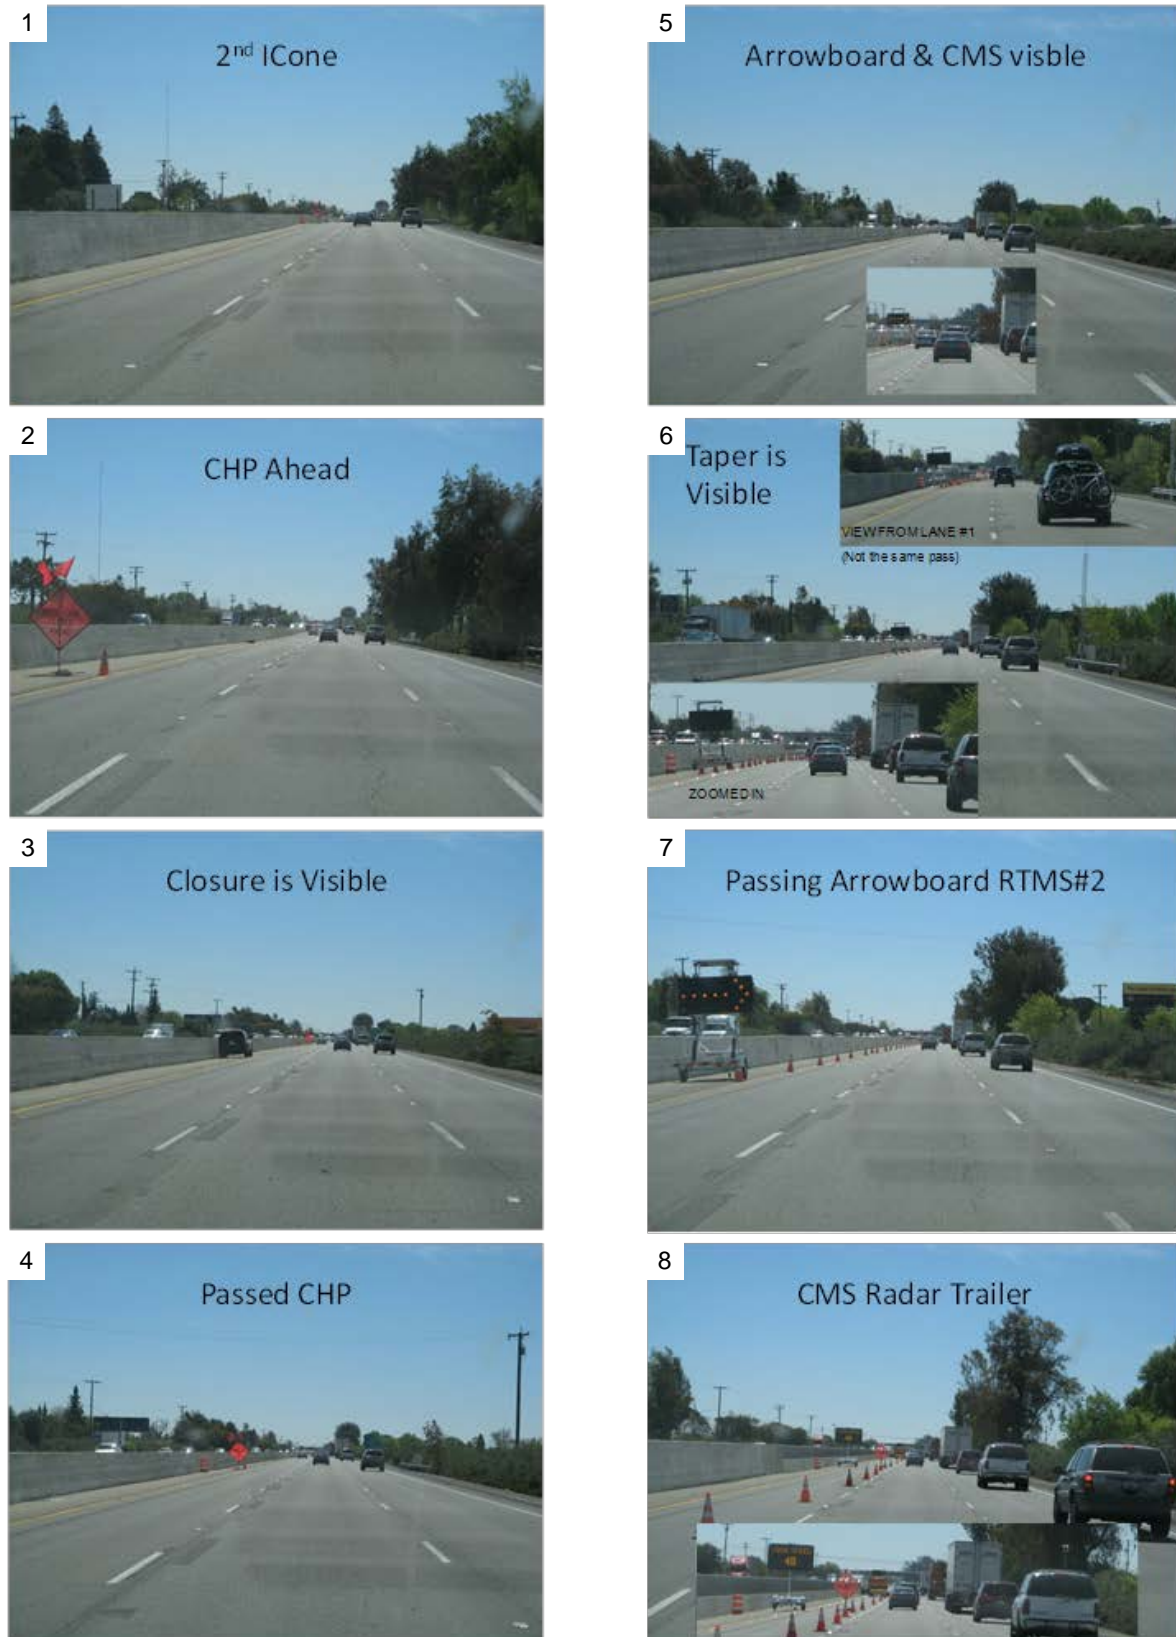 1
2nd ICone
2
CHP Ahead
3
Closure is Visible
4
Passed CHP
5
Arrowboard & CMS visble
6
Taper is
Visible
VIEW FROM LANE #1
(Not the same pass)
ZOOMED IN
7
Passing Arrowboard RTMS#2
8
CMS Radar Trailer
40